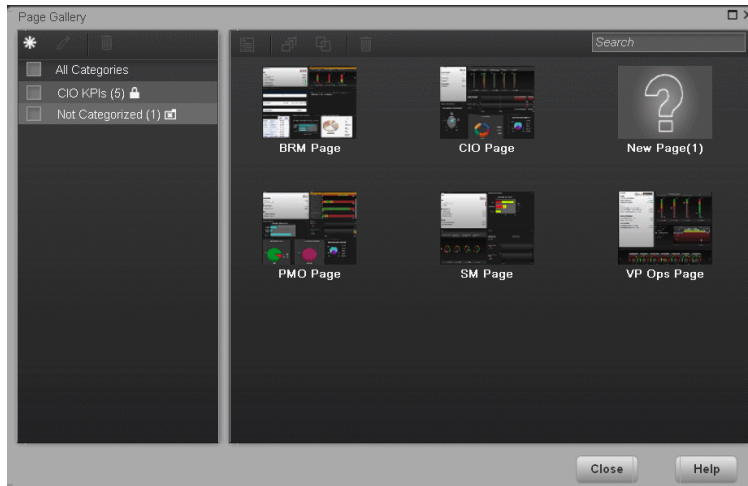 Page Gallery
Search
All Categories
CIO KPIs (5)
Not Categorized (1)
BRM Page
CIO Page
New Page(1)
PMO Page
SM Page
VP Ops Page
Close
Help